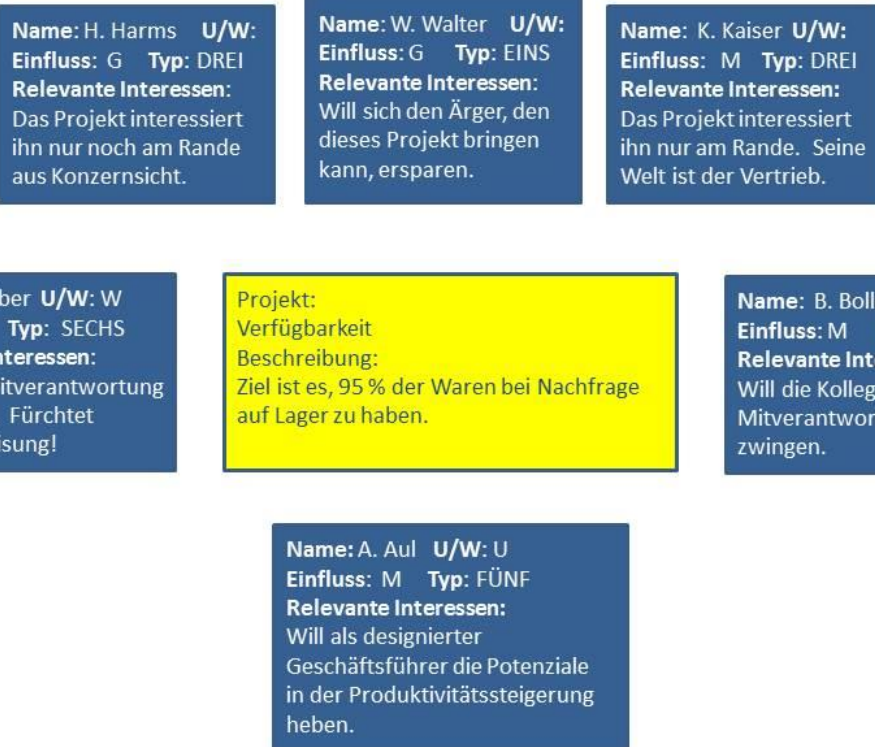 Name: H. Harms U/W:
Einfluss: G Typ: DREI
Relevante Interessen:
Das Projekt interessiert
ihn nur noch am Rande
aus Konzernsicht.
Name: W. Walter U/W:
Einfluss: G Typ: EINS
Relevante Interessen:
Will sich den Ärger, den
dieses Projekt bringen
kann, ersparen.
Name: K. Kaiser U/W:
Einfluss: M Typ: DREI
Relevante Interessen:
Das Projekt interessiert
ihn nur am Rande. Seine
Welt ist der Vertrieb.
U/W: W
Typ: SECHS
Fürchtet
Projekt:
Verfügbarkeit
Beschreibung:
Ziel ist es, 95 % der Waren bei Nachfrage
auf Lager zu haben.
Name: B. Boll
Einfluss: M
Relevante
Will die
zwingen.
Name: A. Aul U/W: U
Einfluss: M Typ: FÜNF
Relevante Interessen:
Will als designierter
Geschäftsführer die Potenziale
in der Produktivitätssteigerung
heben.